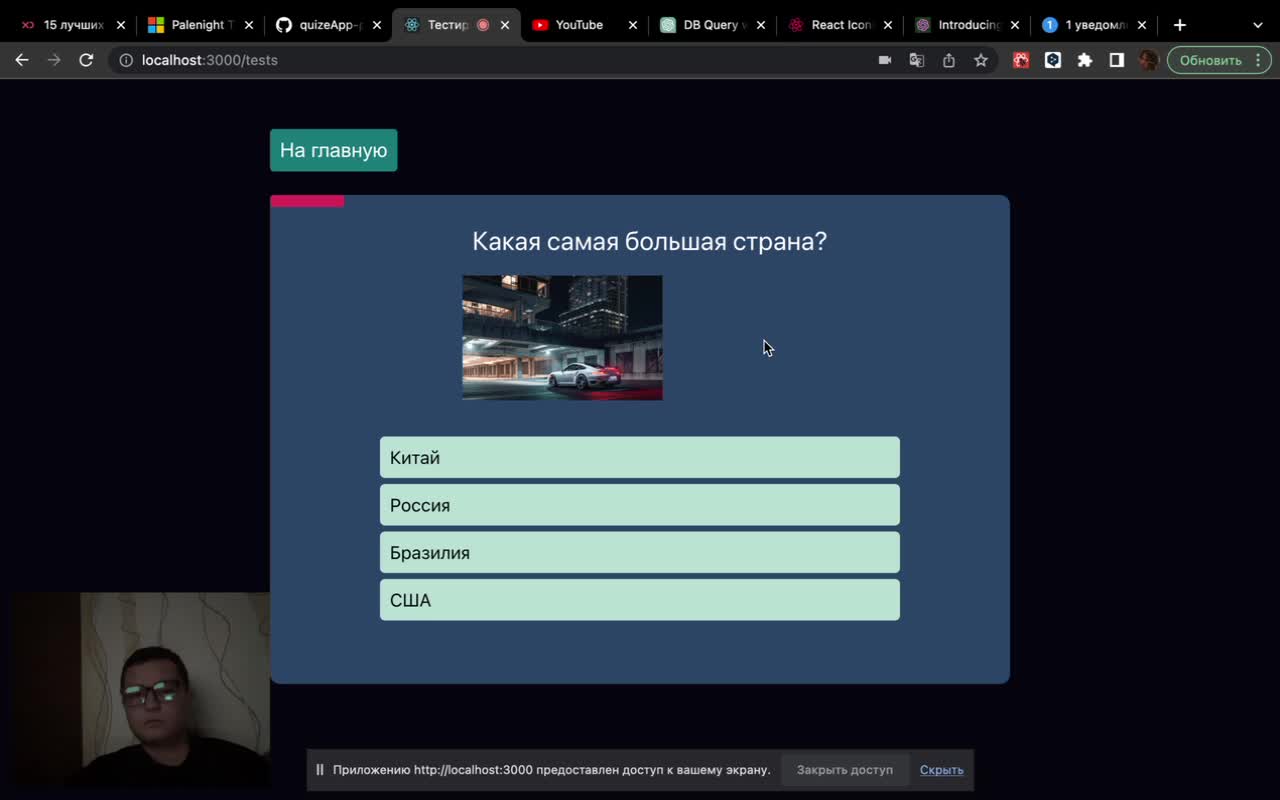 15 лучших
Palenight T
quizeApp-
Тестир
YouTube
DB Query
React Icon
Introducing
1 уведомл
localhost:3000/tests
Обновить
На главную
Какая самая большая страна?
Китай
Россия
Бразилия
США
Приложению http://localhost:3000 предоставлен доступ к вашему экрану.
Закрыть доступ
Скрыть